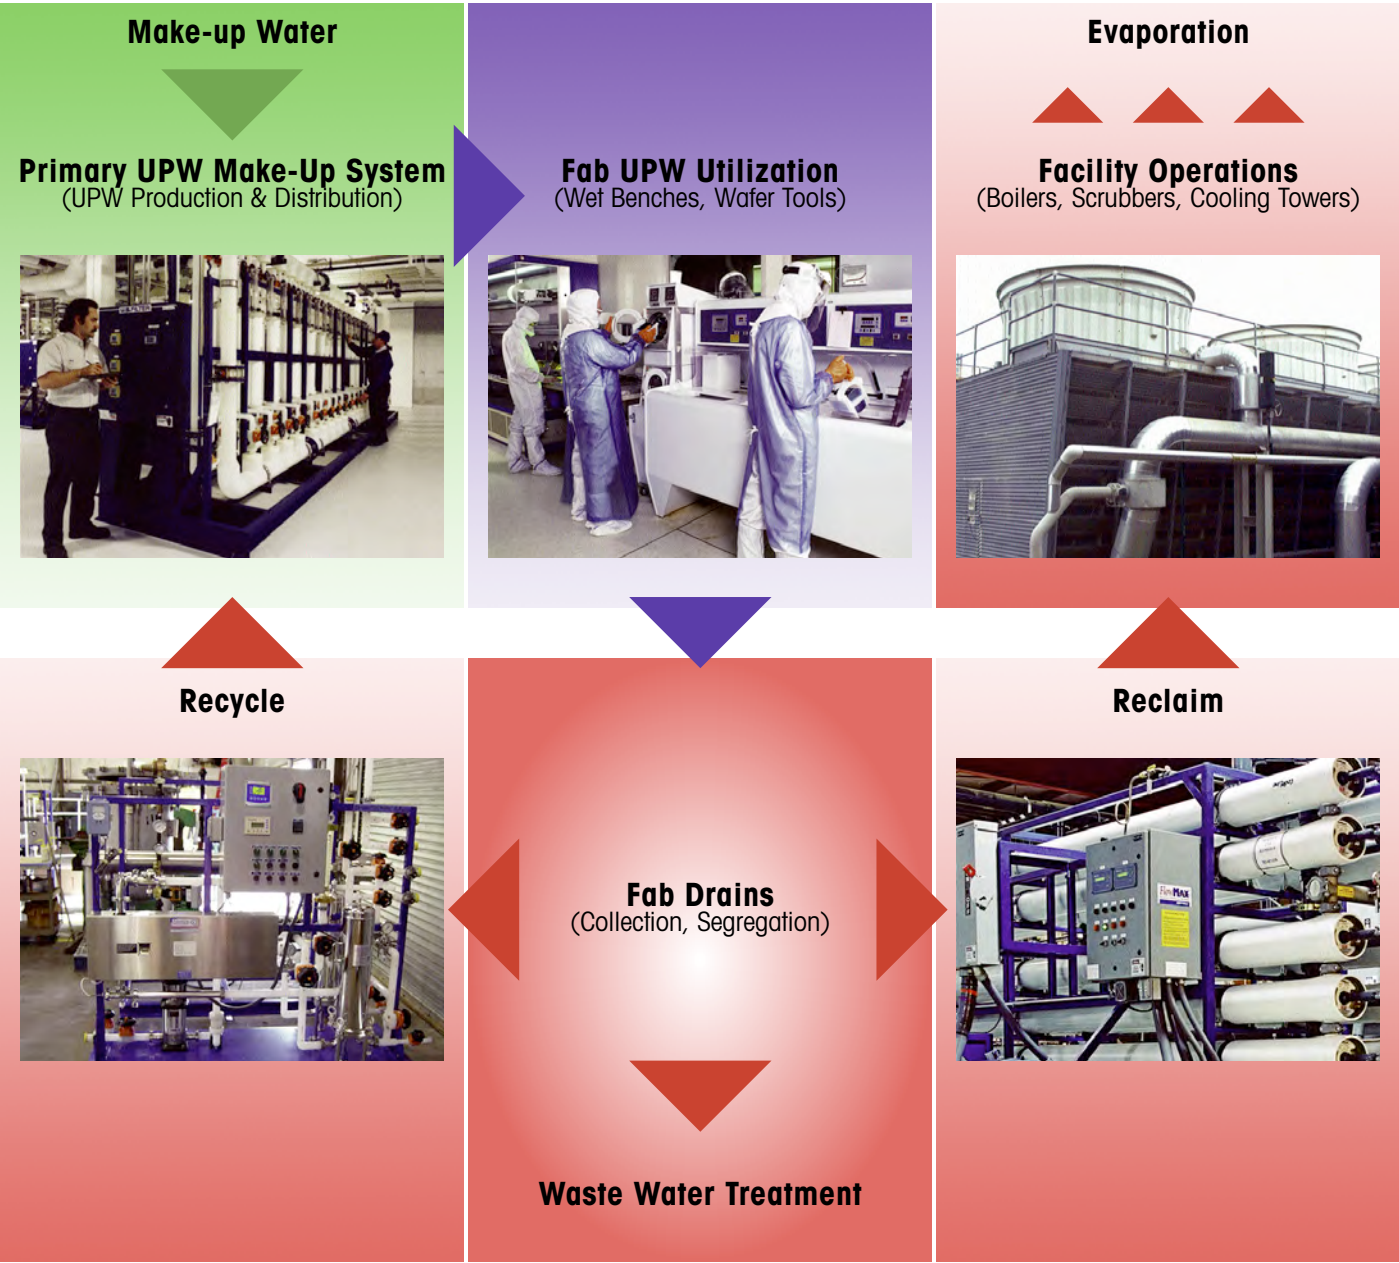 Make-up Water
Primary UPW Make-Up System
(UPW Production & Distribution)
Fab UPW Utilization
(Wet Benches, Wafer Tools)
Evaporation
Facility Operations
(Boilers, Scrubbers, Cooling Towers)
Recycle
Fab Drains
(Collection, Segregation)
Waste Water Treatment
Reclaim